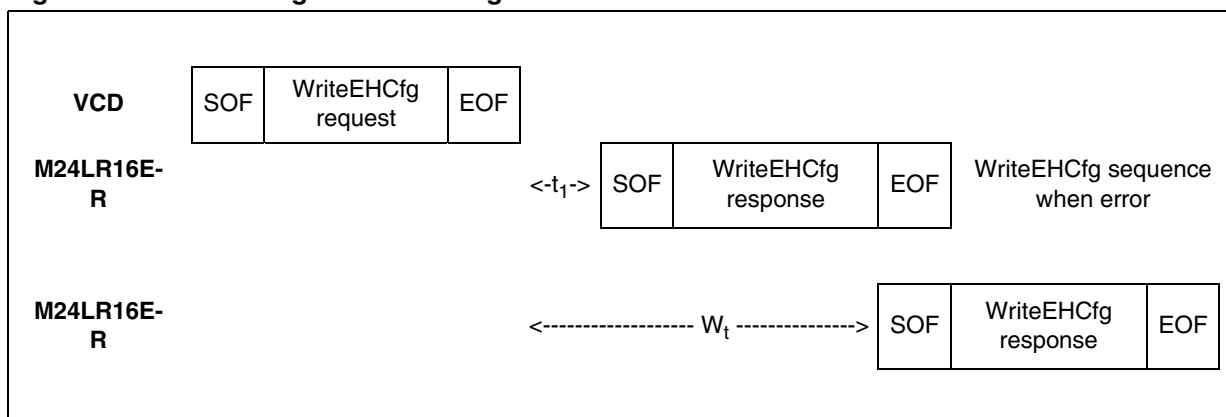 VCD
SOF
WriteEHCfg
request
EOF
M24LR16E-
R
<-t1->
SOF
WriteEHCfg
response
EOF
WriteEHCfg sequence
when error
M24LR16E-
R
<-------------------- Wt --------------->
SOF
WriteEHCfg
response
EOF